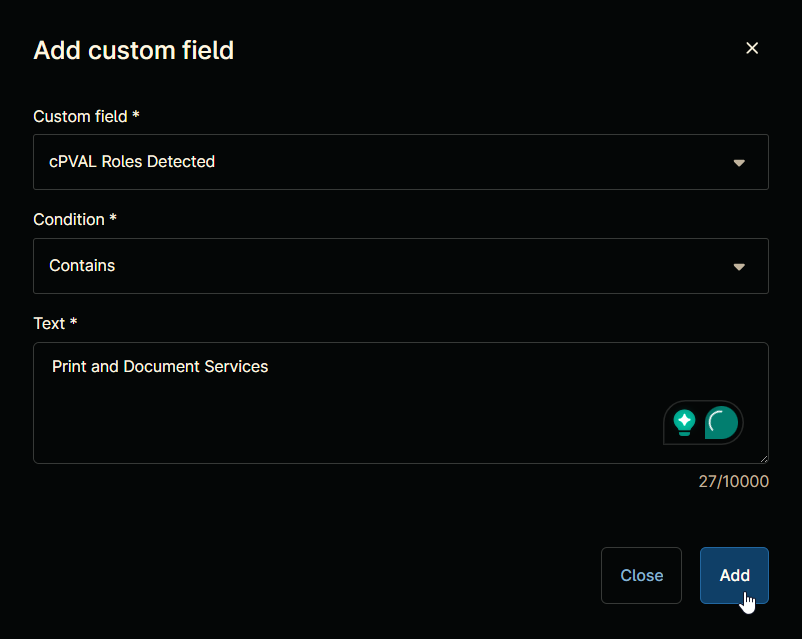 Add custom field
Custom field *
cPVAL Roles Detected
Condition *
Contains
Text *
Print and Document Services
27/10000
Close
Add